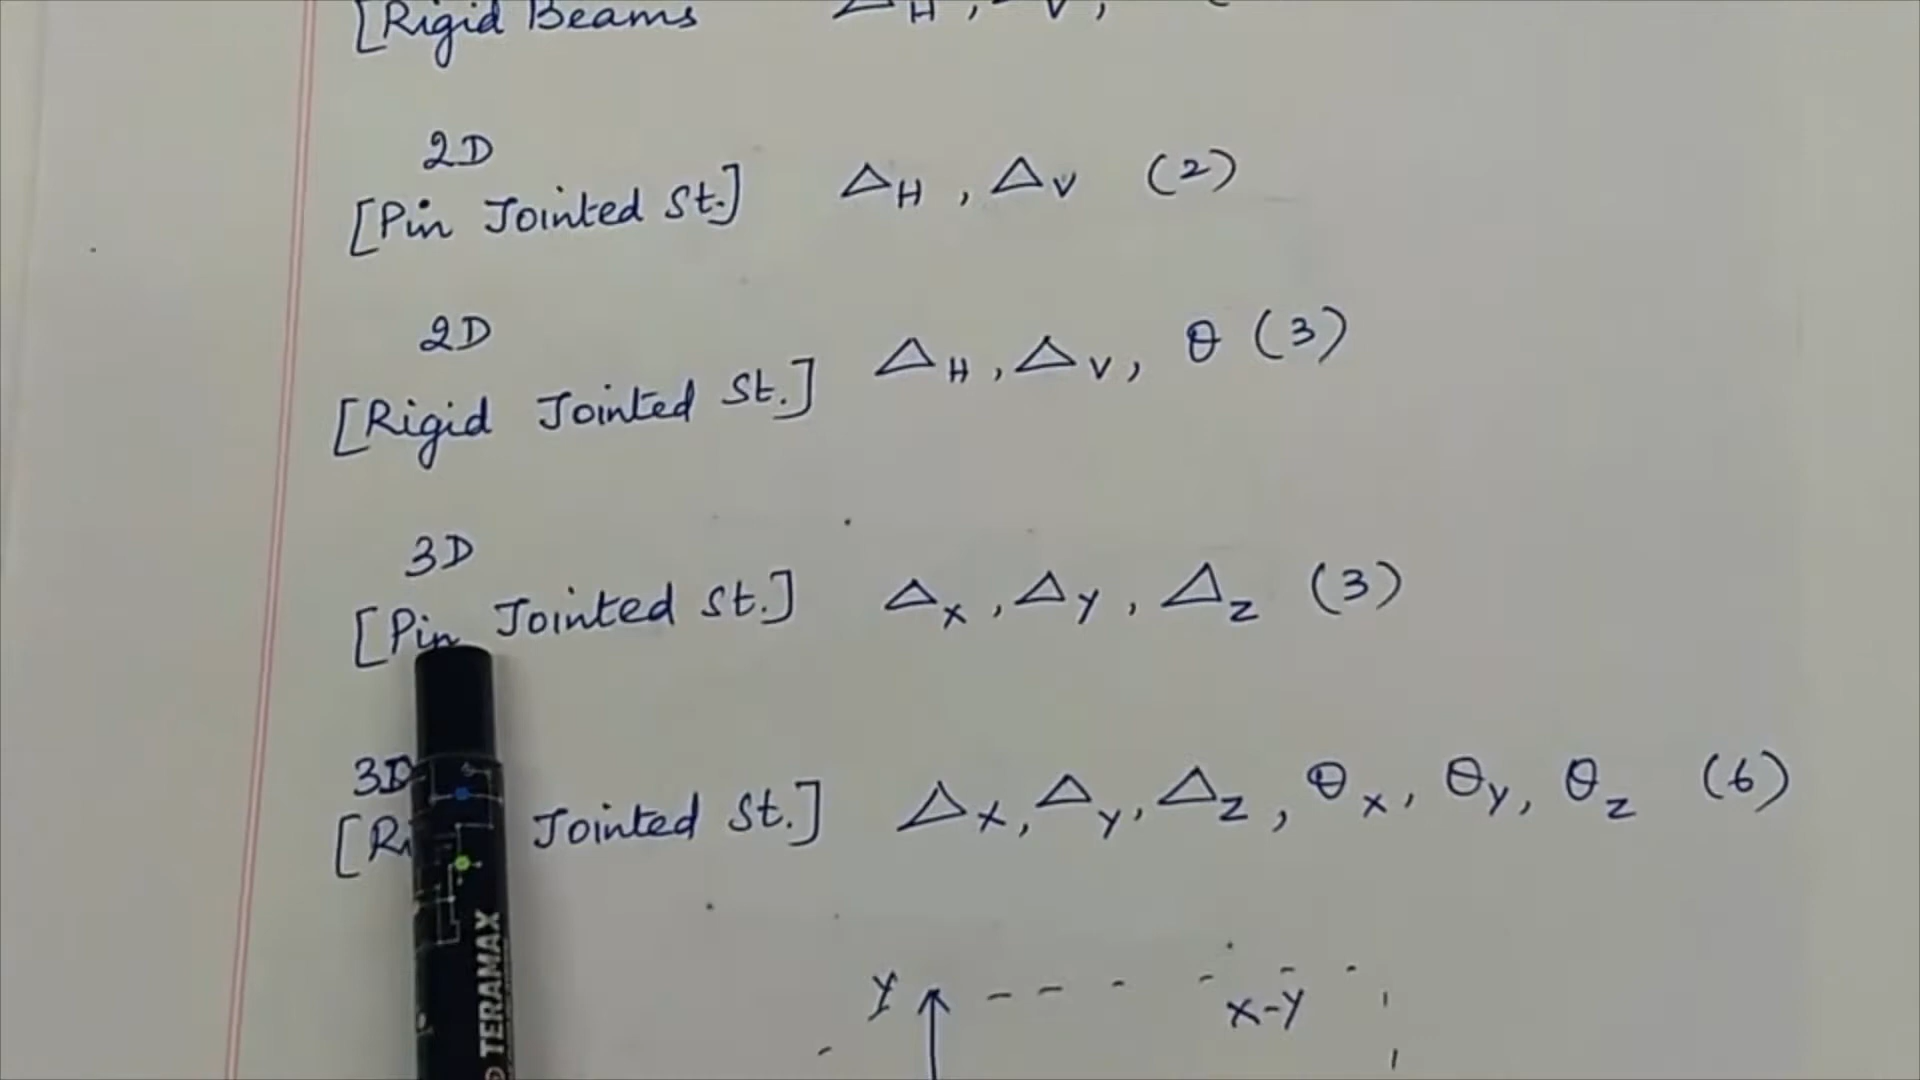 [Rigid Beams
2D
[Pin Jointed St.] ΔH, ΔV (2)
2D
[Rigid Jointed St.] ΔH, ΔV, θ (3)
3D
[Pin Jointed St.] ΔX, ΔY, ΔZ (3)
3D
Jointed St.] ΔX, ΔY, ΔZ, θX, θY, θZ (6)
Y
X-Y
TERAMAX